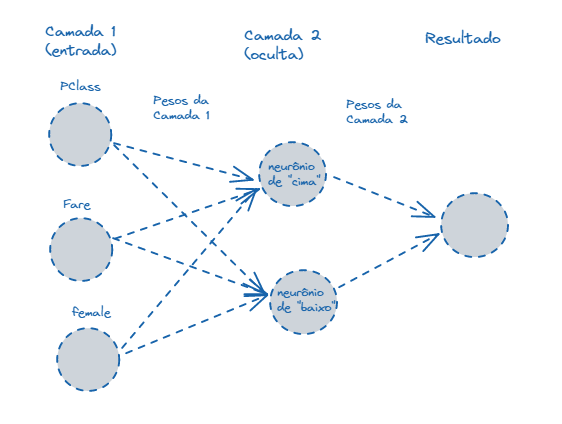 Camada 1
(entrada)
Camada 2
(oculta)
Resultado
PClass
Pesos da
Camada 1
Pesos da
Camada 2
neurônio
de "cima"
Fare
neurônio
de "baixo"
female